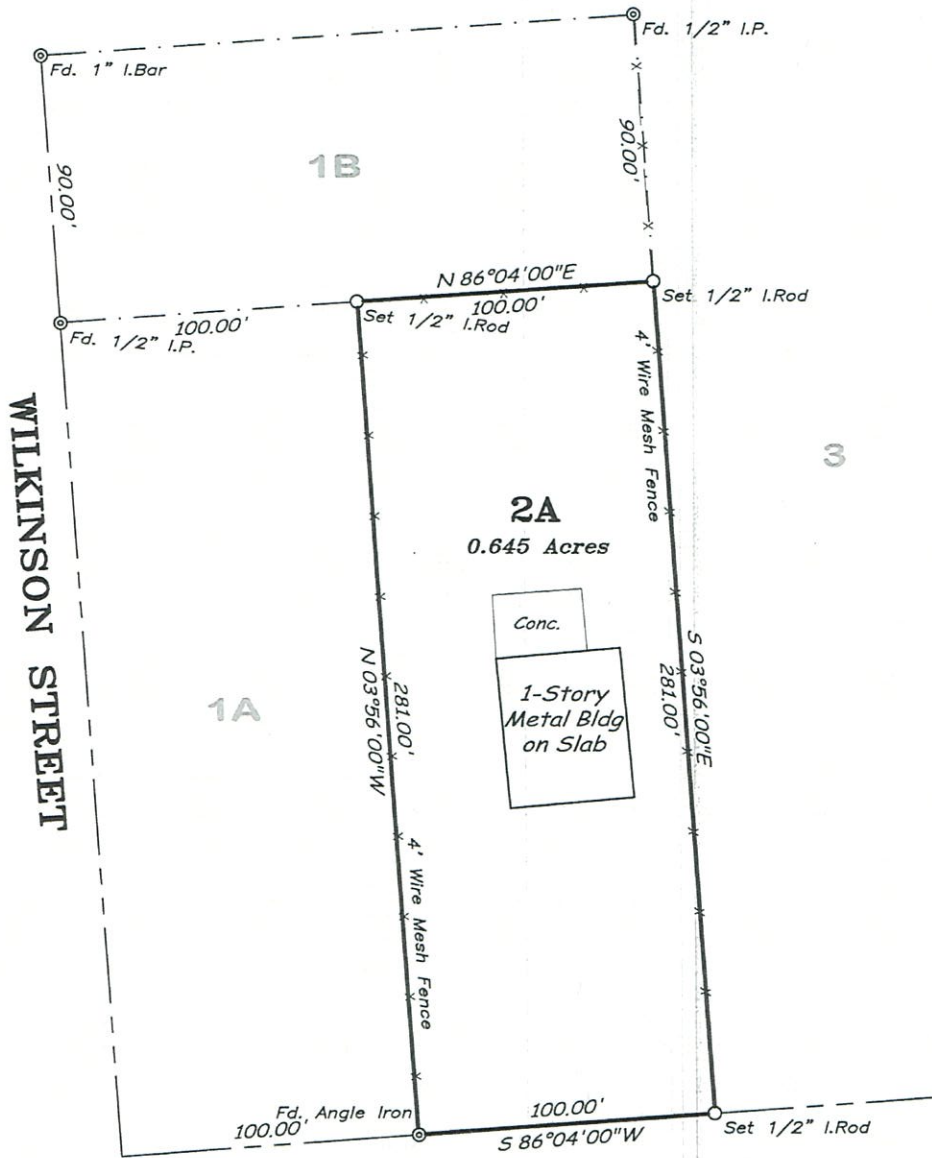 Fd. 1/2" I.P.
Fd. 1" I.Bar
90.00'
90.00'
1B
N 86°04'00"E
100.00'
Set 1/2" I.Rod
Set 1/2" I.Rod
100.00'
Fd. 1/2" I.P.
4' Wire Mesh Fence
WILKINSON STREET
3
2A
0.645 Acres
Conc.
1-Story
Metal Bldg
on Slab
S 03°56'00"E
281.00'
N 03°56'00"W
281.00'
1A
4' Wire Mesh Fence
Fd. Angle Iron
100.00'
100.00'
S 86°04'00"W
Set 1/2" I.Rod